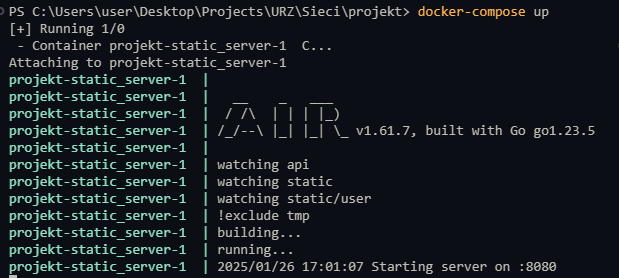 PS C:\Users\user\Desktop\Projects\URZ\Sieci\projekt> docker-compose up
[+] Running 1/0
 - Container projekt-static_server-1  C...
Attaching to projekt-static_server-1
projekt-static_server-1  |
projekt-static_server-1  |   __    _   ___
projekt-static_server-1  |  / /\  | | | |_)
projekt-static_server-1  | /_/--\ |_| |_| \_ v1.61.7, built with Go go1.23.5
projekt-static_server-1  |
projekt-static_server-1  | watching api
projekt-static_server-1  | watching static
projekt-static_server-1  | watching static/user
projekt-static_server-1  | !exclude tmp
projekt-static_server-1  | building...
projekt-static_server-1  | running...
projekt-static_server-1  | 2025/01/26 17:01:07 Starting server on :8080